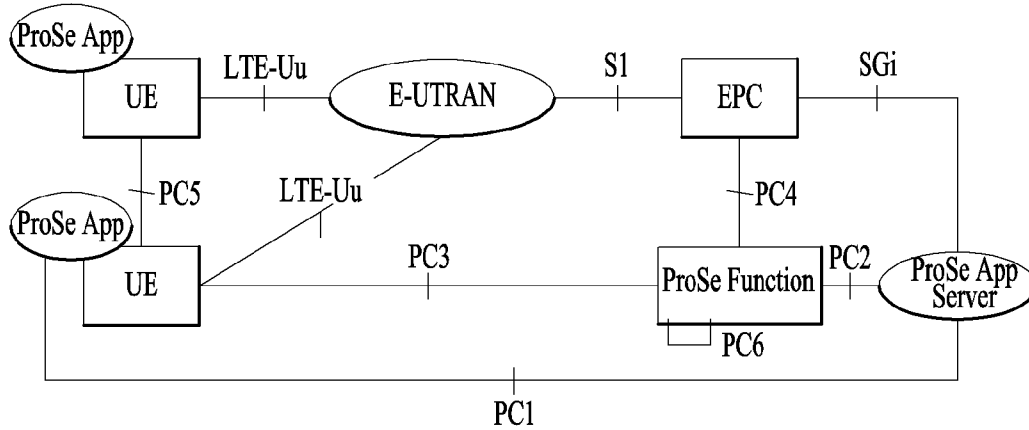 ProSe App
LTE-Uu
S1
SGi
UE
E-UTRAN
EPC
PC5
LTE-Uu
PC4
ProSe App
PC3
PC2
UE
ProSe Function
ProSe App
Server
PC6
PC1